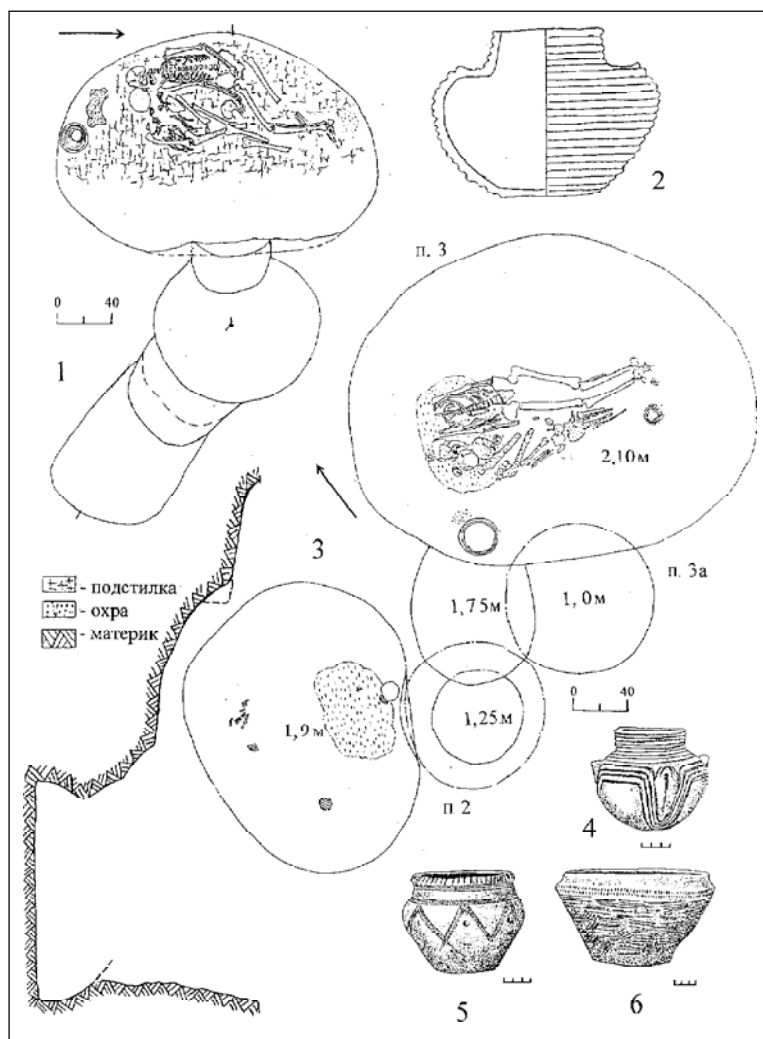 2
п. 3
0 40
1
2,10м
3
п. 3а
- подстилка
- охра
- материк
1,75м
1,0м
0 40
1,9м
1,25м
п. 2
4
5
6